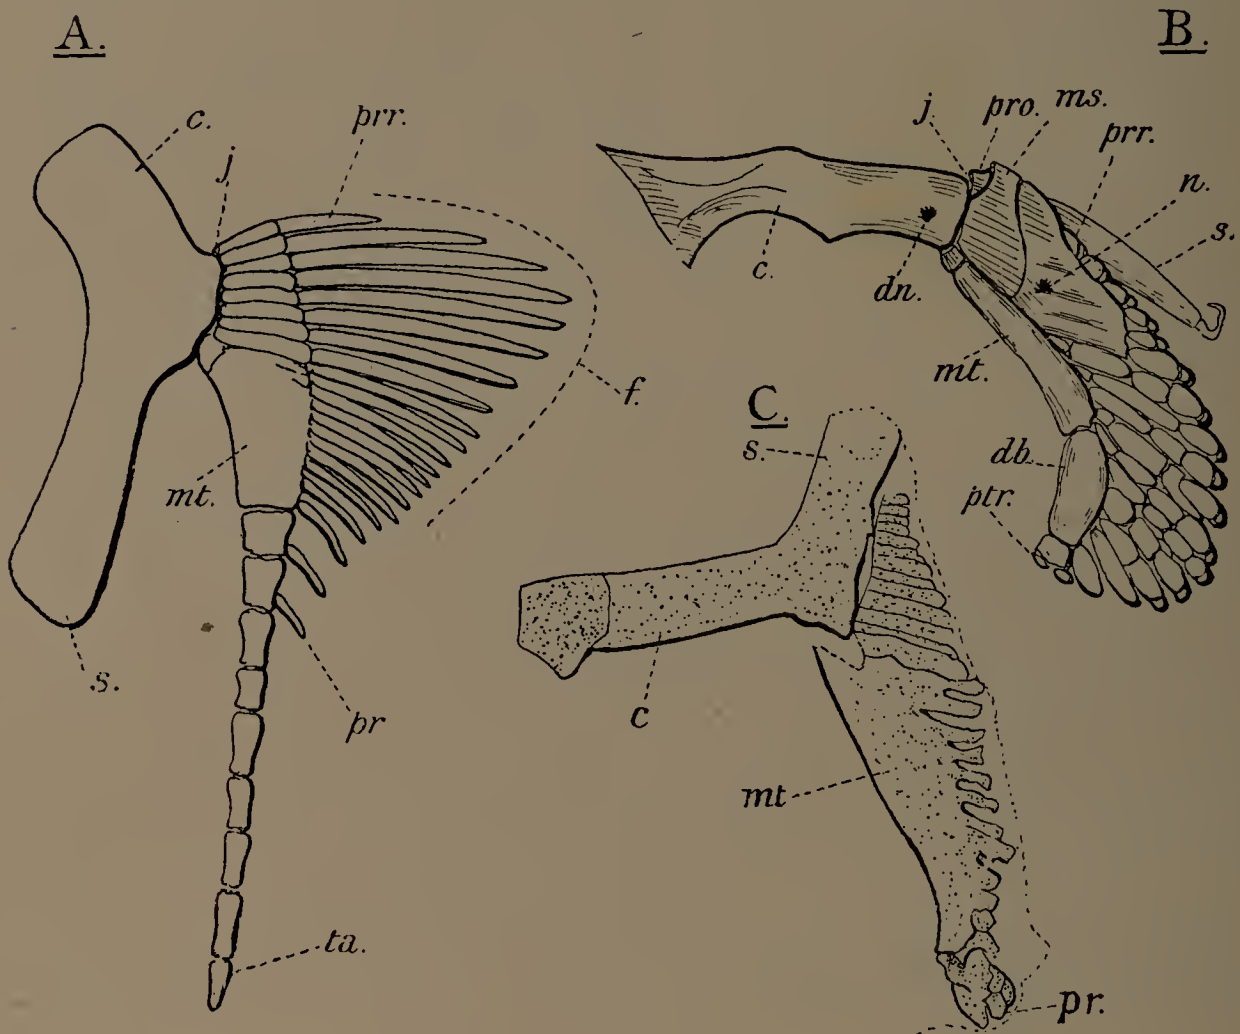 A.
c.
prr.
j
f.
mt.
s.
pr
ta.
B.
j.
pro.
ms.
prr.
n.
s.
c.
dn.
mt.
db.
ptr.
C.
s.
c
mt
pr.